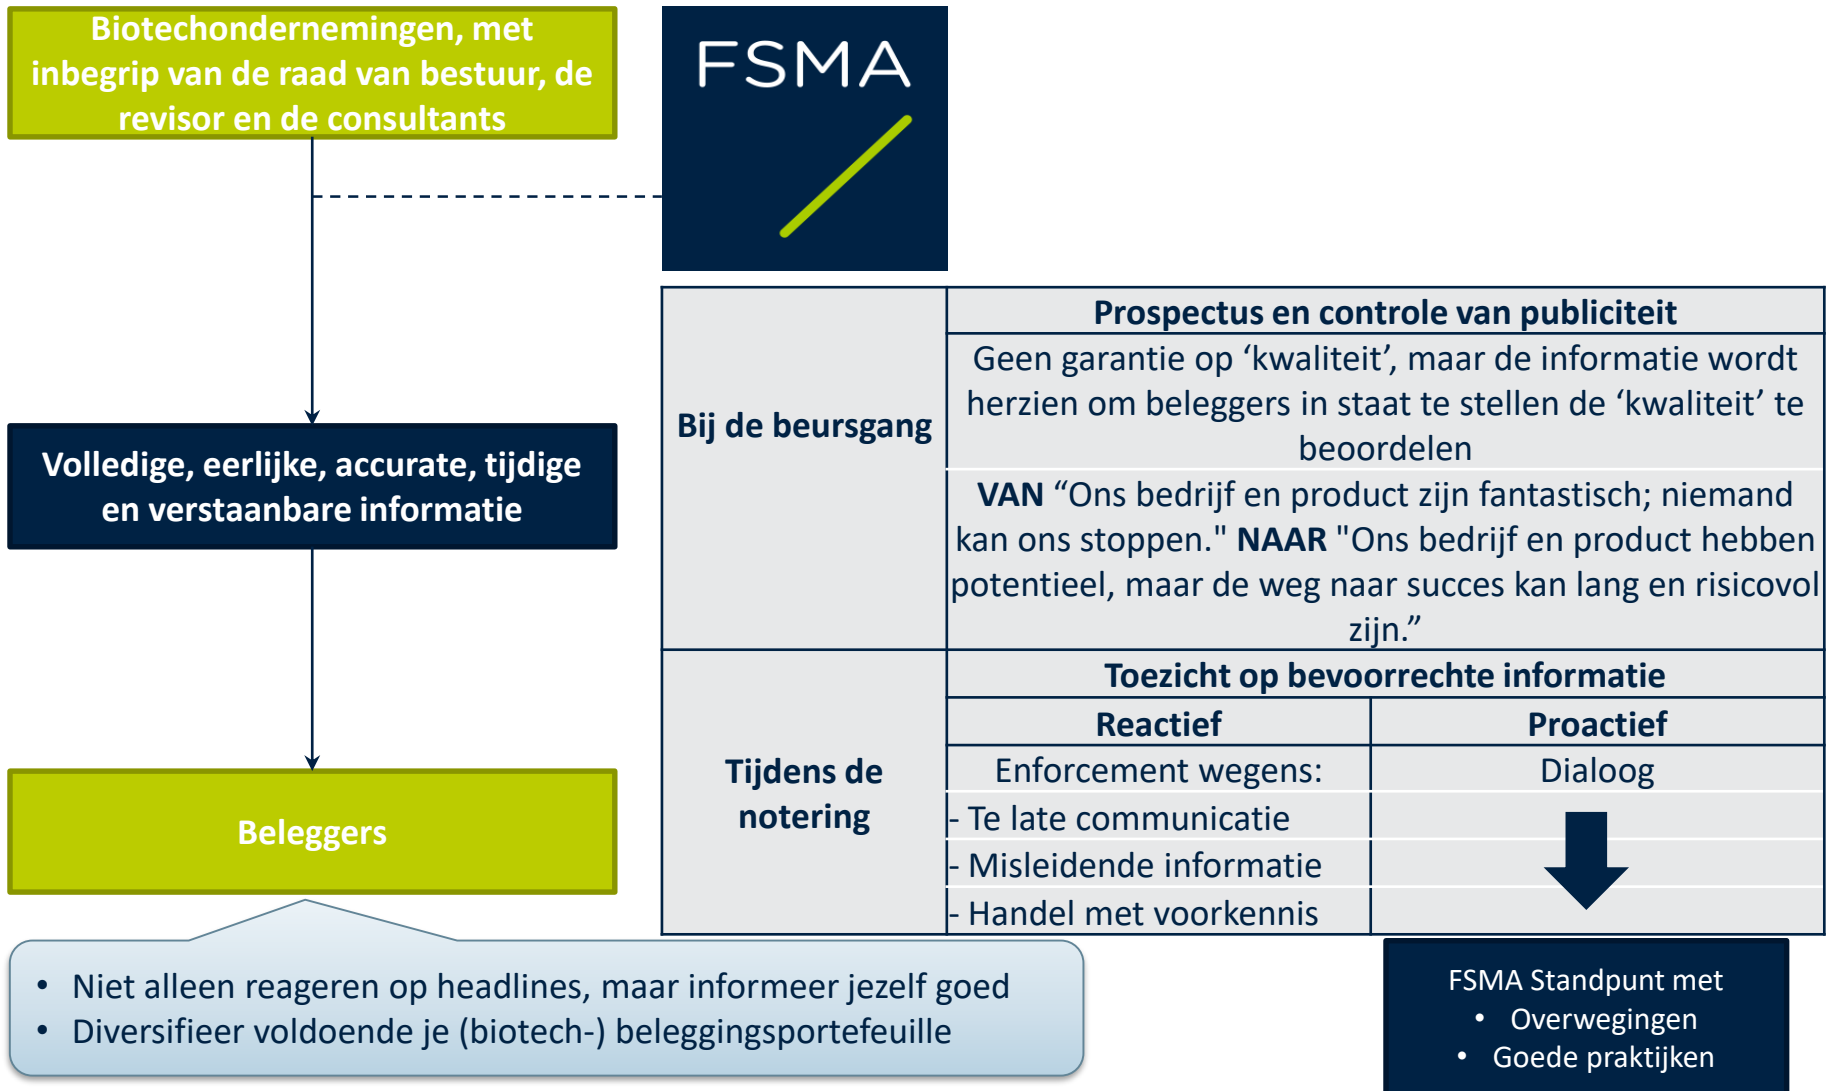 Biotechondernemingen, met
inbegrip van de raad van bestuur, de
revisor en de consultants
FSMA
Volledige, eerlijke, accurate, tijdige
en verstaanbare informatie
Beleggers
• Niet alleen reageren op headlines, maar informeer jezelf goed
• Diversifieer voldoende je (biotech-) beleggingsportefeuille
Bij de beursgang
Prospectus en controle van publiciteit
Geen garantie op ‘kwaliteit’, maar de informatie wordt
herzien om beleggers in staat te stellen de ‘kwaliteit’ te
beoordelen
VAN “Ons bedrijf en product zijn fantastisch; niemand
kan ons stoppen." NAAR "Ons bedrijf en product hebben
potentieel, maar de weg naar succes kan lang en risicovol
zijn.”
Tijdens de
notering
Toezicht op bevoorrechte informatie
Reactief
Proactief
Enforcement wegens:
Dialoog
- Te late communicatie
- Misleidende informatie
- Handel met voorkennis
FSMA Standpunt met
• Overwegingen
• Goede praktijken